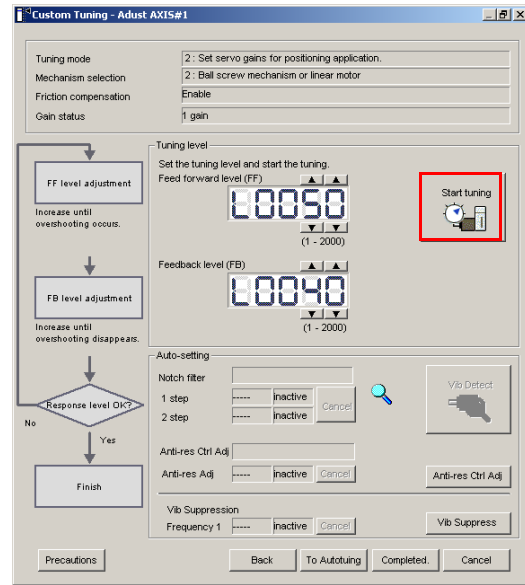 Custom Tuning - Adust AXIS#1
Tuning mode 2 : Set servo gains for positioning application.
Mechanism selection 2 : Ball screw mechanism or linear motor
Friction compensation Enable
Gain status 1 gain
FF level adjustment
Increase until
overshooting occurs.
FB level adjustment
Increase until
overshooting disappears.
Response level OK?
No
Yes
Finish
Tuning level
Set the tuning level and start the tuning.
Feed forward level (FF)
L0050
(1 - 2000)
Start tuning
Feedback level (FB)
L0040
(1 - 2000)
Auto-setting
Notch filter
1 step ----- inactive
2 step ----- inactive
Cancel
Vib Detect
Anti-res Ctrl Adj
Anti-res Adj ----- inactive Cancel
Anti-res Ctrl Adj
Vib Suppression
Frequency 1 ----- inactive Cancel
Vib Suppress
Precautions Back To Autotuing Completed. Cancel